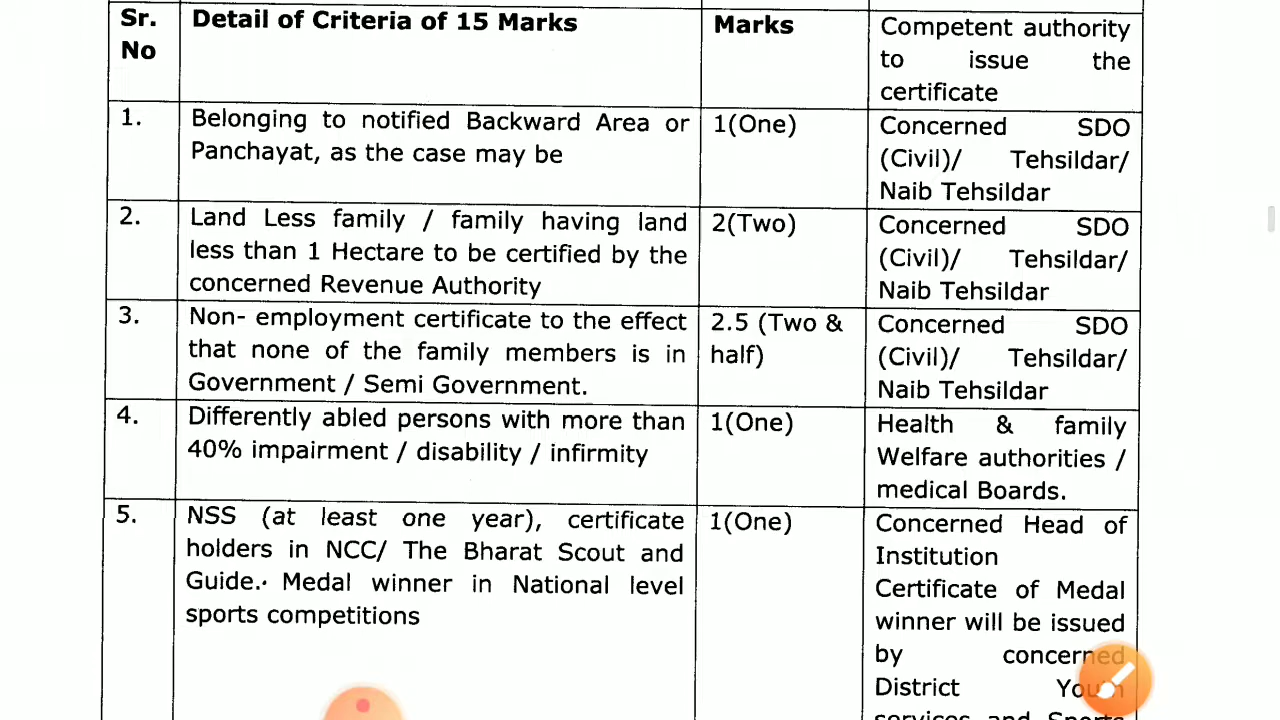 Sr.
No
Detail of Criteria of 15 Marks
Marks
Competent authority
to issue the
certificate
1.
Belonging to notified Backward Area or
Panchayat, as the case may be
1(One)
Concerned SDO
(Civil)/ Tehsildar/
Naib Tehsildar
2.
Land Less family / family having land
less than 1 Hectare to be certified by the
concerned Revenue Authority
2(Two)
Concerned SDO
(Civil)/ Tehsildar/
Naib Tehsildar
3.
Non- employment certificate to the effect
that none of the family members is in
Government / Semi Government.
2.5 (Two &
half)
Concerned SDO
(Civil)/ Tehsildar/
Naib Tehsildar
4.
Differently abled persons with more than
40% impairment / disability / infirmity
1(One)
Health & family
Welfare authorities /
medical Boards.
5.
NSS (at least one year), certificate
holders in NCC/ The Bharat Scout and
Guide. Medal winner in National level
sports competitions
1(One)
Concerned Head of
Institution
Certificate of Medal
winner will be issued
by concerned
District Youth
services and Sports